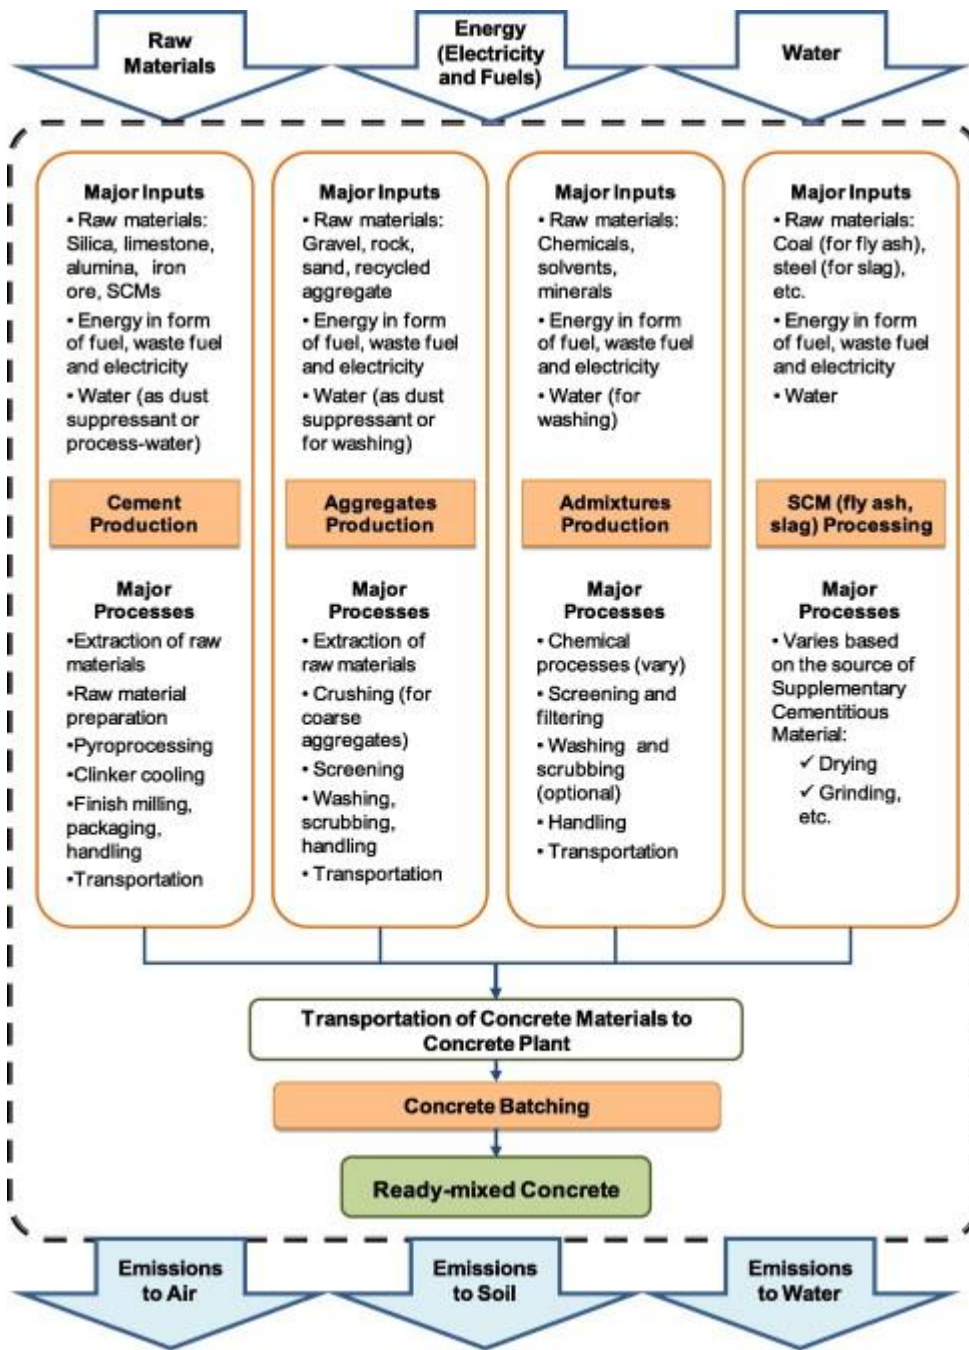 Raw
Materials
Energy
(Electricity
and Fuels)
Water
Major Inputs
• Raw materials:
Silica, limestone,
alumina, iron
ore, SCMs
• Energy in form
of fuel, waste fuel
and electricity
• Water (as dust
suppressant or
process-water)
Cement
Production
Major
Processes
•Extraction of raw
materials
•Raw material
preparation
•Pyroprocessing
•Clinker cooling
•Finish milling,
packaging,
handling
•Transportation
Major Inputs
• Raw materials:
Gravel, rock,
sand, recycled
aggregate
• Energy in form
of fuel, waste fuel
and electricity
• Water (as dust
suppressant or
for washing)
Aggregates
Production
Major
Processes
• Extraction of
raw materials
• Crushing (for
coarse
aggregates)
• Screening
• Washing,
scrubbing,
handling
• Transportation
Major Inputs
• Raw materials:
Chemicals,
solvents,
minerals
• Energy in form
of fuel, waste fuel
and electricity
• Water (for
washing)
Admixtures
Production
Major
Processes
• Chemical
processes (vary)
• Screening and
filtering
• Washing and
scrubbing
(optional)
• Handling
• Transportation
Major Inputs
• Raw materials:
Coal (for fly ash),
steel (for slag),
etc.
• Energy in form
of fuel, waste fuel
and electricity
• Water
SCM (fly ash,
slag) Processing
Major
Processes
• Varies based
on the source of
Supplementary
Cementitious
Material:
✓ Drying
✓ Grinding,
etc.
Transportation of Concrete Materials to
Concrete Plant
Concrete Batching
Ready-mixed Concrete
Emissions
to Air
Emissions
to Soil
Emissions
to Water